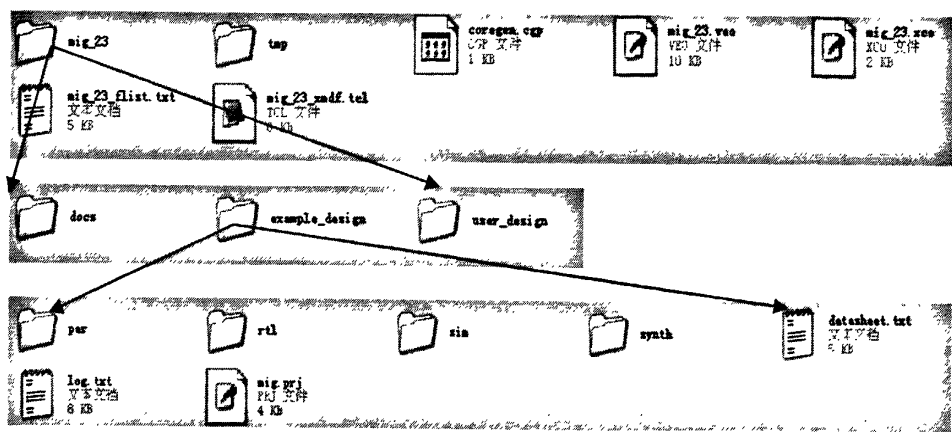 mig_23
tmp
coregen.cgp
CGP 文件
1 KB
mig_23.veo
VEO 文件
10 KB
mig_23.xco
XCO 文件
2 KB
mig_23_flist.txt
文本文档
5 KB
mig_23_xmdf.tcl
TCL 文件
KB
docs
example_design
user_design
par
rtl
sim
synth
datasheet.txt
文本文档
KB
log.txt
文本文档
8 KB
mig.prj
PRJ 文件
4 KB